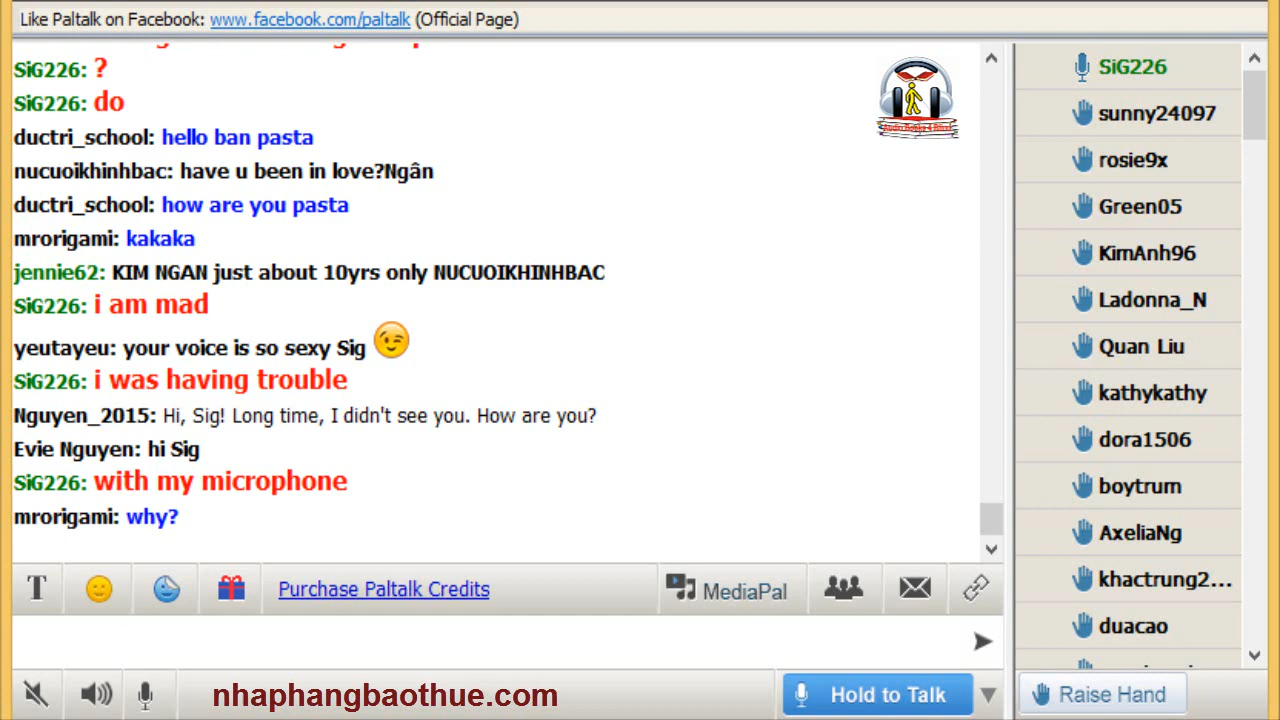 Like Paltalk on Facebook: www.facebook.com/paltalk (Official Page)
SiG226: ?
SiG226: do
ductri_school: hello ban pasta
nucuoikhinhbac: have u been in love?Ngân
ductri_school: how are you pasta
mrorigami: kakaka
jennie62: KIM NGAN just about 10yrs only NUCUOIKHINHBAC
SiG226: i am mad
yeutayeu: your voice is so sexy Sig
SiG226: i was having trouble
Nguyen_2015: Hi, Sig! Long time, I didn't see you. How are you?
Evie Nguyen: hi Sig
SiG226: with my microphone
mrorigami: why?
T
Purchase Paltalk Credits
MediaPal
nhaphangbaothue.com
Hold to Talk
SiG226
sunny24097
rosie9x
Green05
KimAnh96
Ladonna_N
Quan Liu
kathykathy
dora1506
boytrum
AxeliaNg
khactrung2...
duacao
Raise Hand